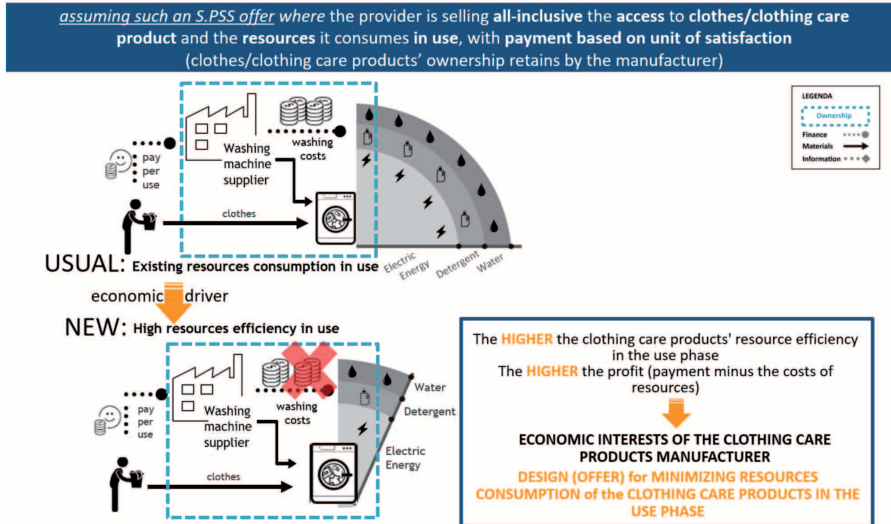 assuming such an S.PSS offer where the provider is selling all-inclusive the access to clothes/clothing care
product and the resources it consumes in use, with payment based on unit of satisfaction
(clothes/clothing care products' ownership retains by the manufacturer)
LEGENDA
Ownership
Finance
Materials
Information
pay
per
use
Washing
machine
supplier
washing
costs
clothes
Electric
Energy
Detergent
Water
USUAL: Existing resources consumption in use
economic driver
NEW: High resources efficiency in use
pay
per
use
Washing
machine
supplier
washing
costs
clothes
Water
Detergent
Electric
Energy
The HIGHER the clothing care products' resource efficiency
in the use phase
The HIGHER the profit (payment minus the costs of
resources)
ECONOMIC INTERESTS OF THE CLOTHING CARE
PRODUCTS MANUFACTURER
DESIGN (OFFER) for MINIMIZING RESOURCES
CONSUMPTION of the CLOTHING CARE PRODUCTS IN THE
USE PHASE